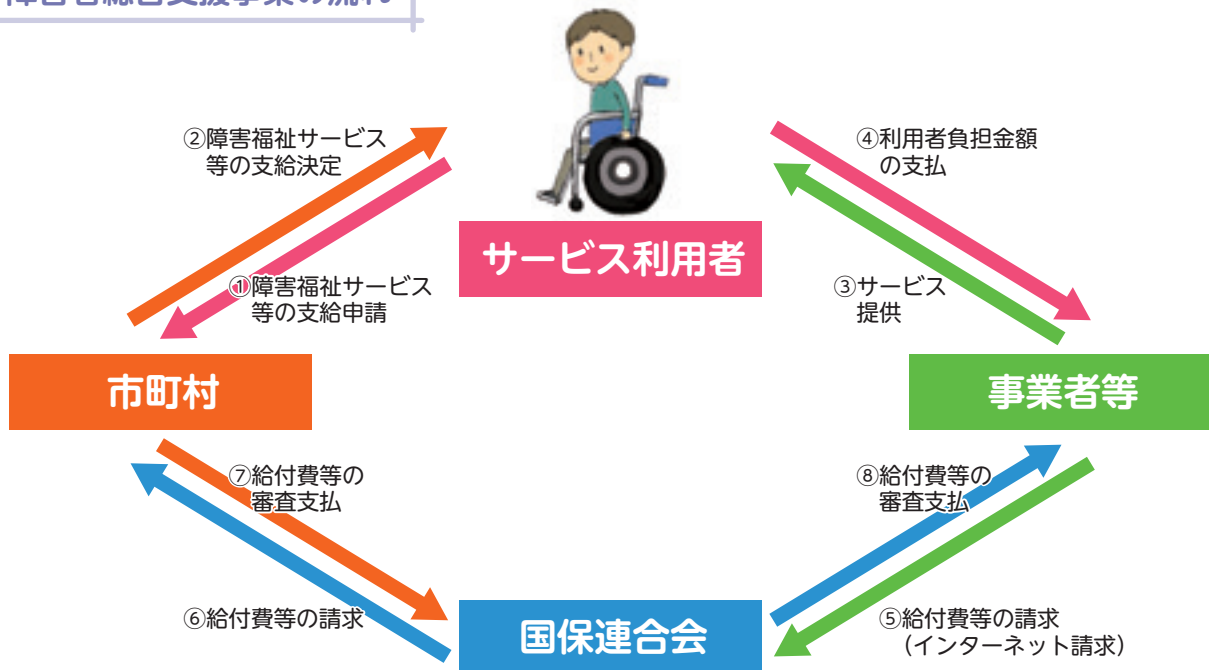 ②障害福祉サービス
等の支給決定
④利用者負担金額
の支払
サービス利用者
①障害福祉サービス
等の支給申請
③サービス
提供
市町村
事業者等
⑦給付費等の
審査支払
⑧給付費等の
審査支払
⑥給付費等の請求
国保連合会
⑤給付費等の請求
（インターネット請求）